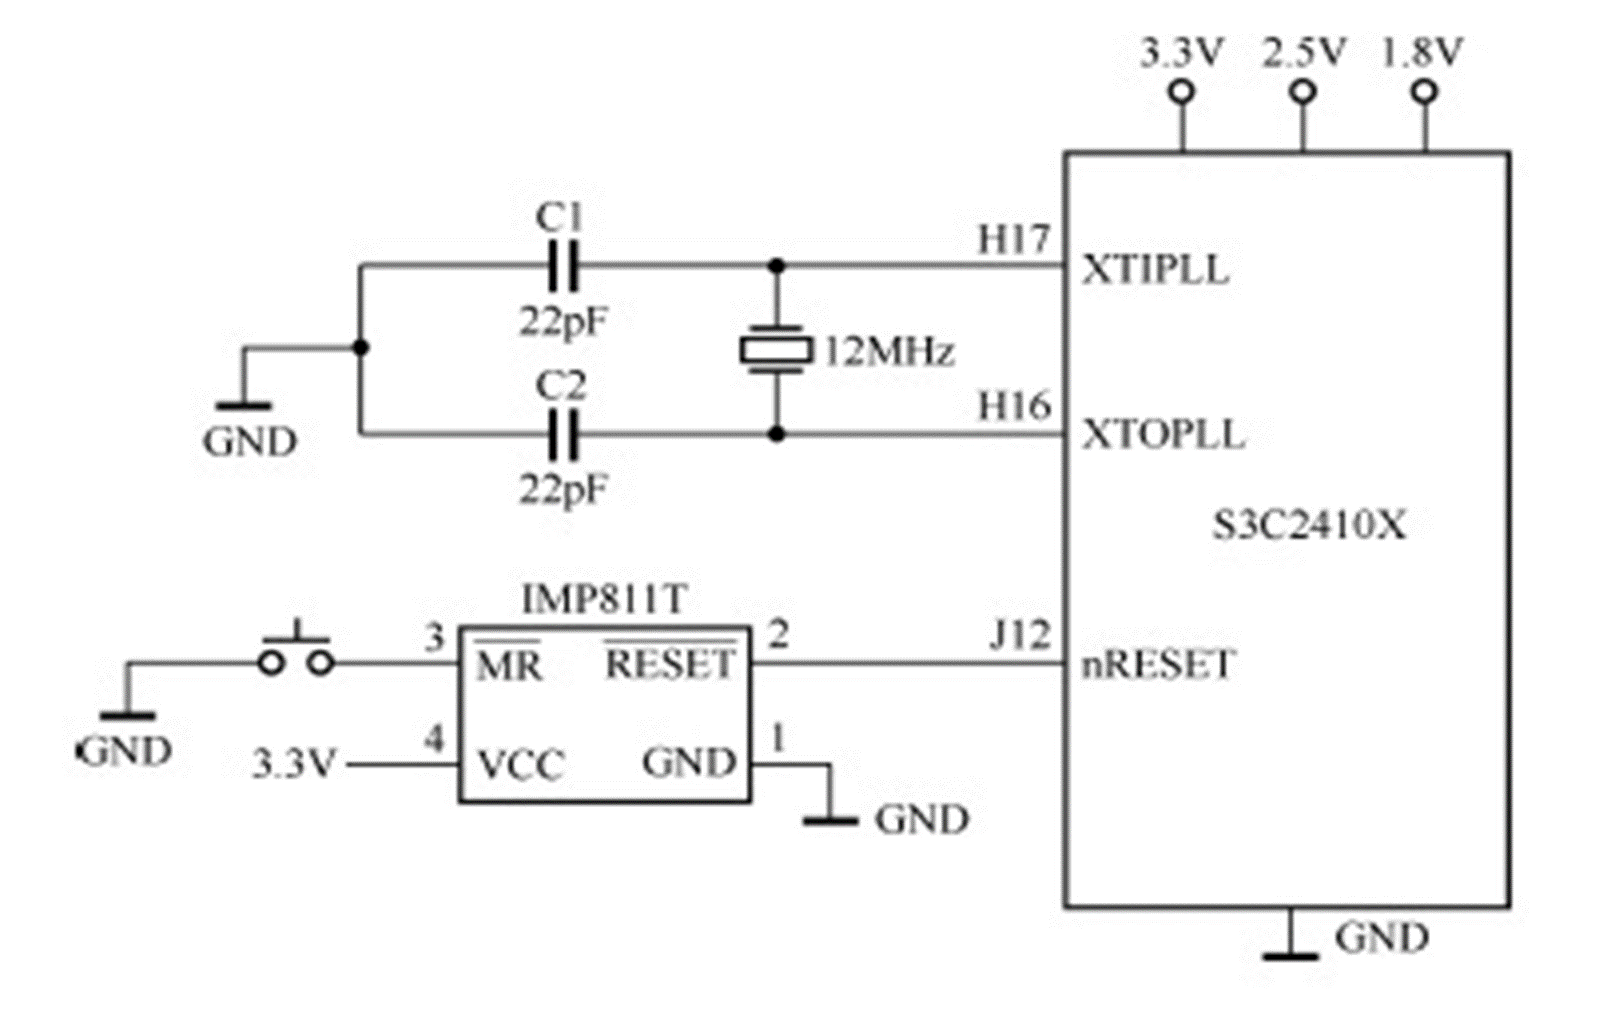 3.3V 2.5V 1.8V
C1
H17
XTIPLL
22pF
12MHz
C2
H16
GND
XTOPLL
22pF
S3C2410X
IMP811T
3 MR RESET 2
J12
nRESET
GND
3.3V
4 VCC GND 1
GND
GND